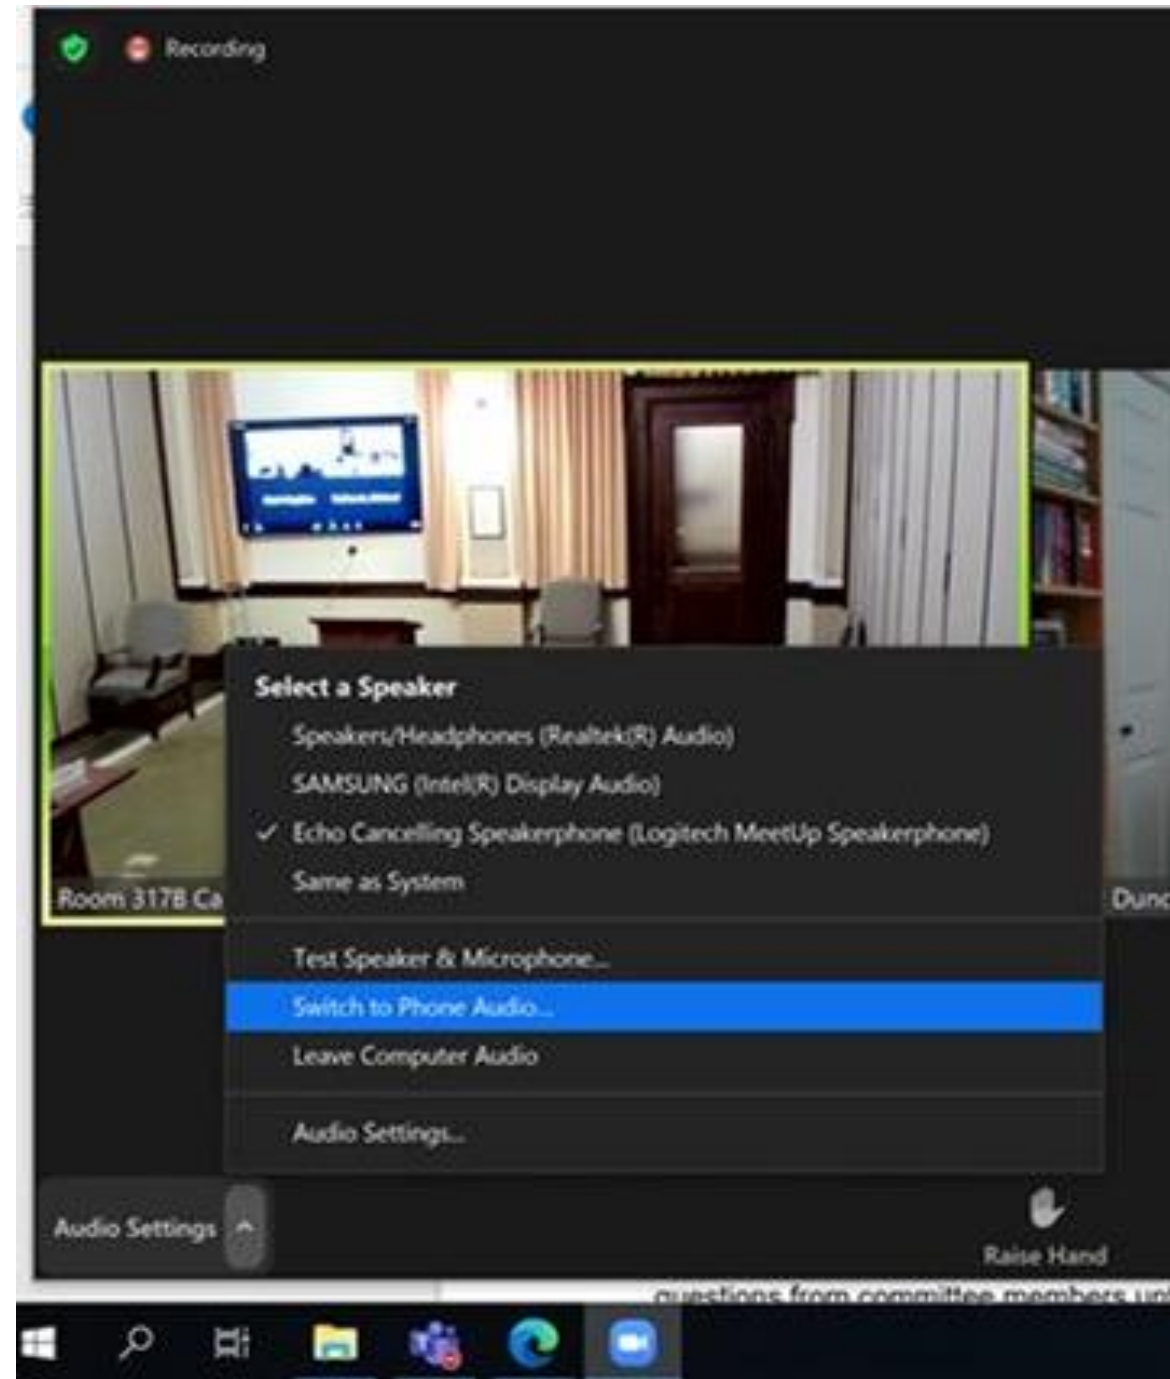 Recording
Select a Speaker
Speakers/Headphones (Realtek(R) Audio)
SAMSUNG (Intel(R) Display Audio)
✓ Echo Cancelling Speakerphone (Logitech MeetUp Speakerphone)
Same as System
Room 317B Ca
Dunc
Test Speaker & Microphone...
Switch to Phone Audio...
Leave Computer Audio
Audio Settings...
Audio Settings
Raise Hand
questions from committee members